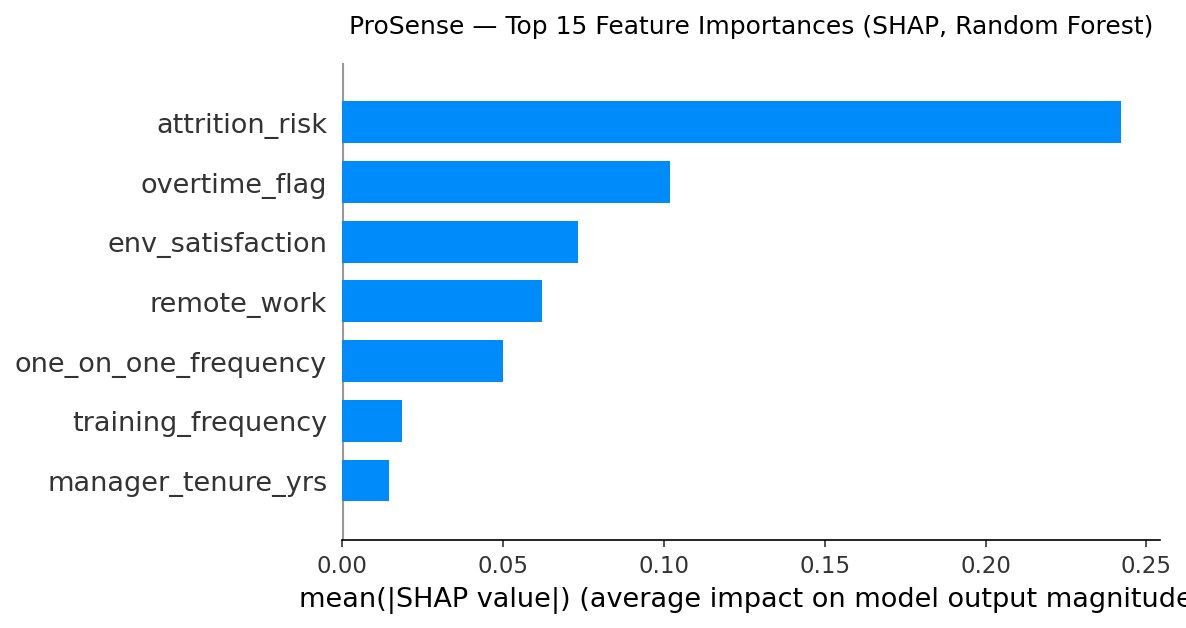 ProSense — Top 15 Feature Importances (SHAP, Random Forest)
attrition_risk
overtime_flag
env_satisfaction
remote_work
one_on_one_frequency
training_frequency
manager_tenure_yrs
0.00 0.05 0.10 0.15 0.20 0.25
mean(|SHAP value|) (average impact on model output magnitude